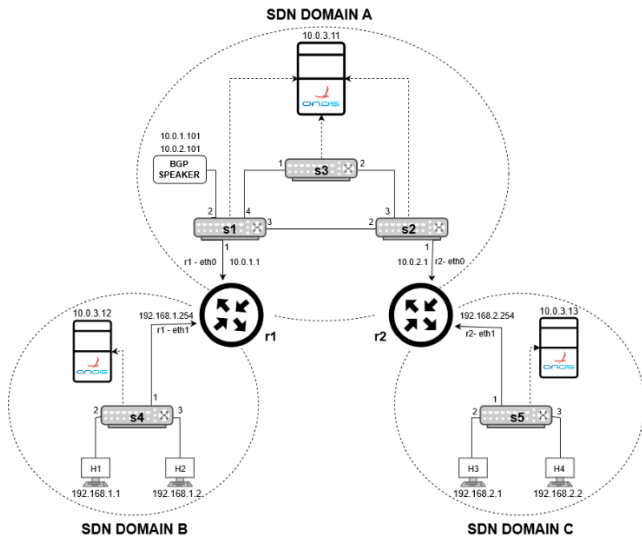 SDN DOMAIN A
10.0.3.11
ONOS
10.0.1.101
10.0.2.101
BGP
SPEAKER
1
2
s3
2
4
3
s1
3
2
s2
1
1
r1 - eth0
10.0.1.1
10.0.2.1
r2- eth0
10.0.3.12
192.168.1.254
r1 - eth1
r1
r2
192.168.2.254
r2- eth1
10.0.3.13
ONOS
ONOS
1
2
3
s4
1
2
3
s5
H1
H2
H3
H4
192.168.1.1
192.168.1.2.
192.168.2.1
192.168.2.2
SDN DOMAIN B
SDN DOMAIN C